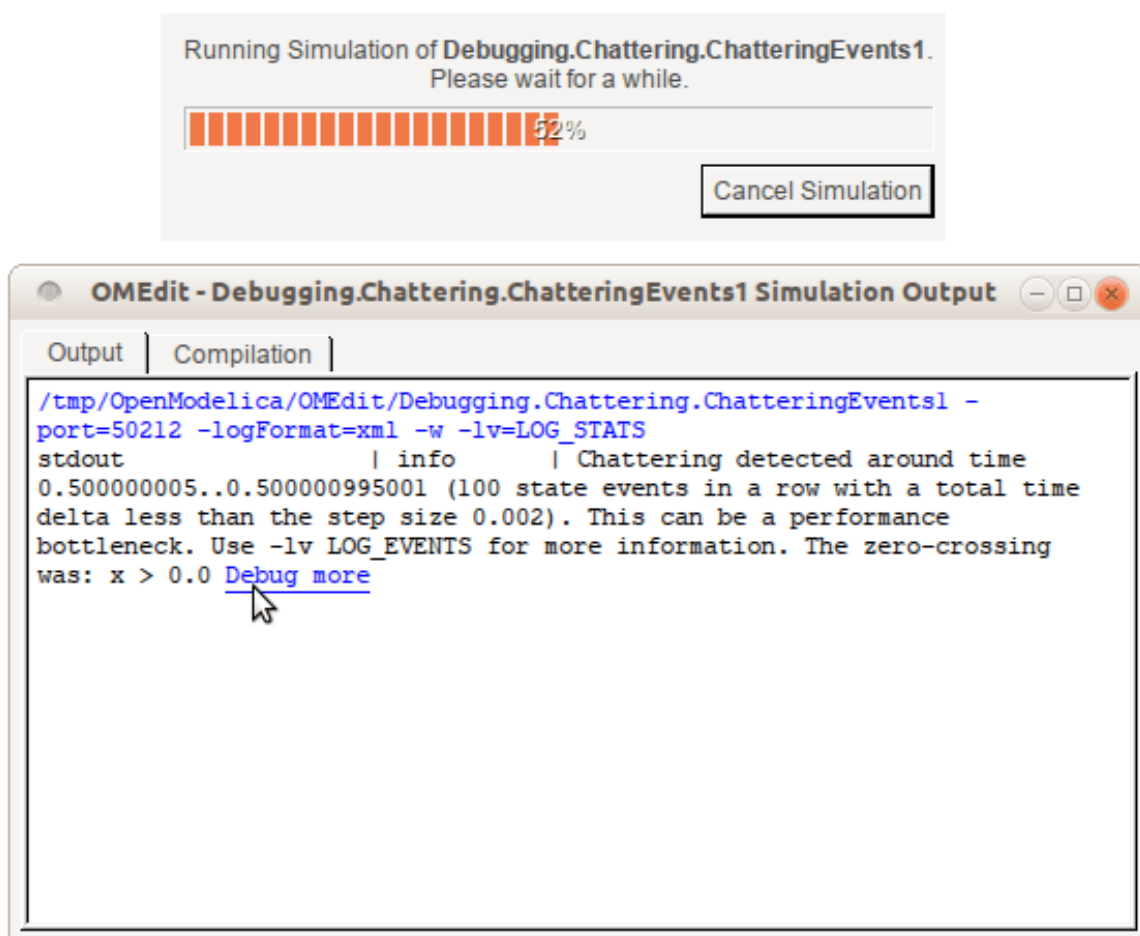 Running Simulation of Debugging.Chattering.ChatteringEvents1.
Please wait for a while.
52%
Cancel Simulation
OMEdit - Debugging.Chattering.ChatteringEvents1 Simulation Output
Output Compilation
/tmp/OpenModelica/OMEdit/Debugging.Chattering.ChatteringEvents1 -
port=50212 -logFormat=xml -w -lv=LOG_STATS
stdout | info | Chattering detected around time
0.500000005..0.500000995001 (100 state events in a row with a total time
delta less than the step size 0.002). This can be a performance
bottleneck. Use -lv LOG_EVENTS for more information. The zero-crossing
was: x > 0.0 Debug more